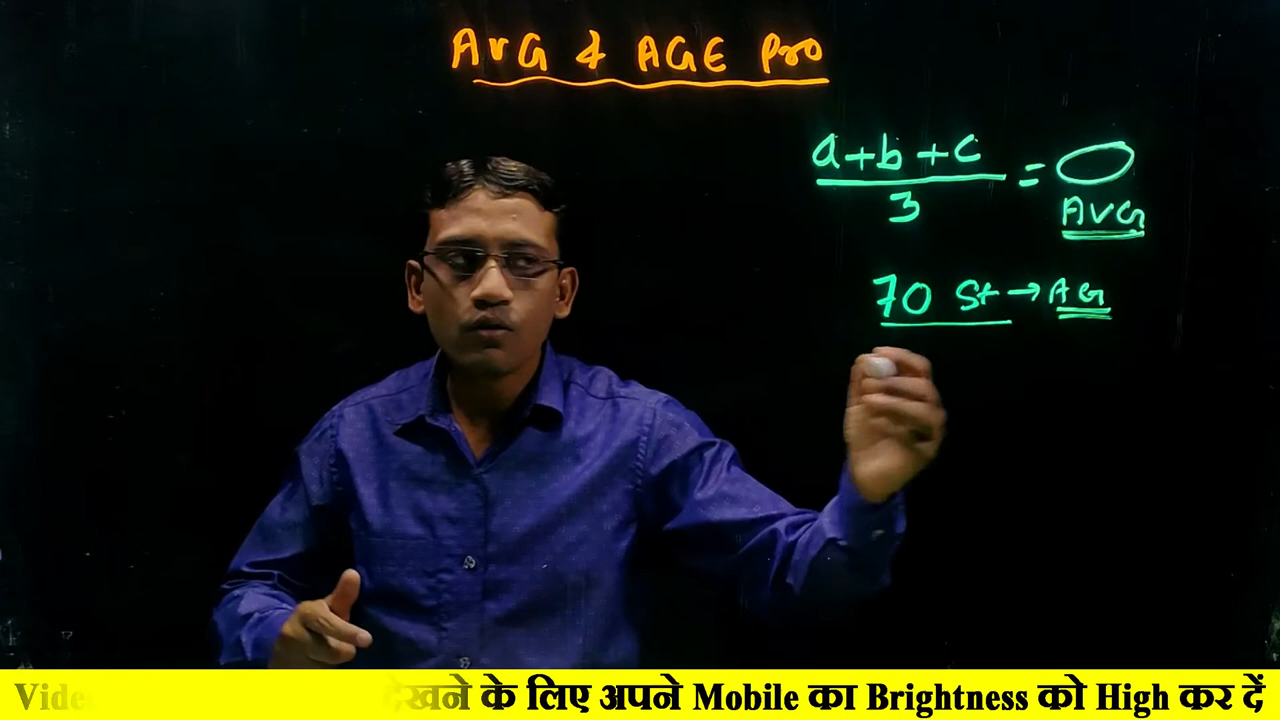 AVG & AGE Pro
a+b+c
3
= AVG
70 St → AG
Vide देखने के लिए अपने Mobile का Brightness को High कर दें